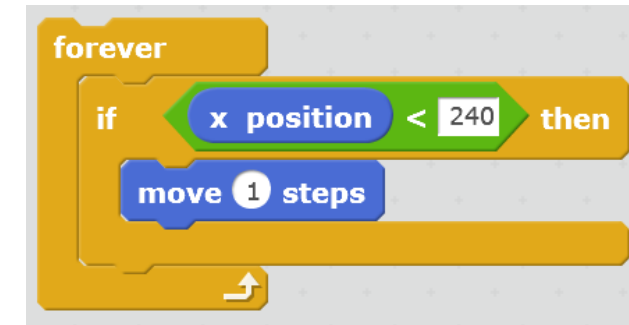 forever
if x position < 240 then
move 1 steps